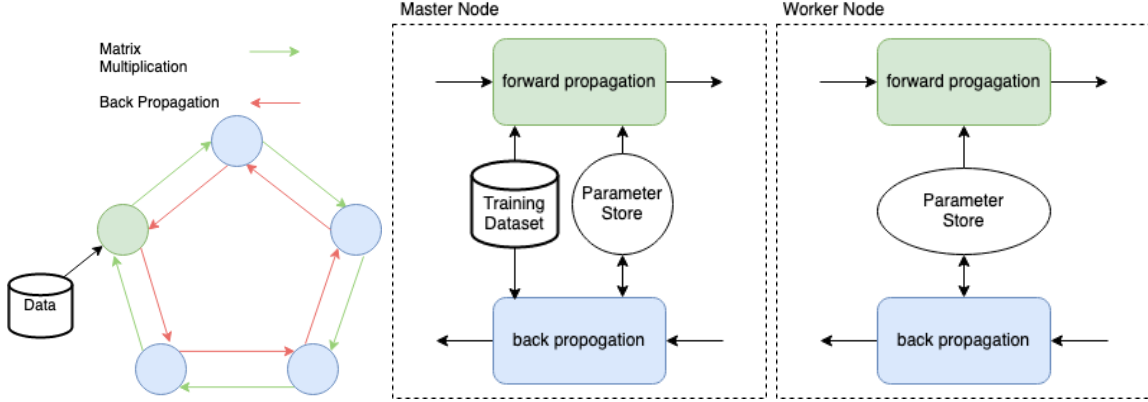 Matrix
Multiplication
Back Propagation
Data
Master Node
forward propagation
Training
Dataset
Parameter
Store
back propogation
Worker Node
forward progagation
Parameter
Store
back propagation